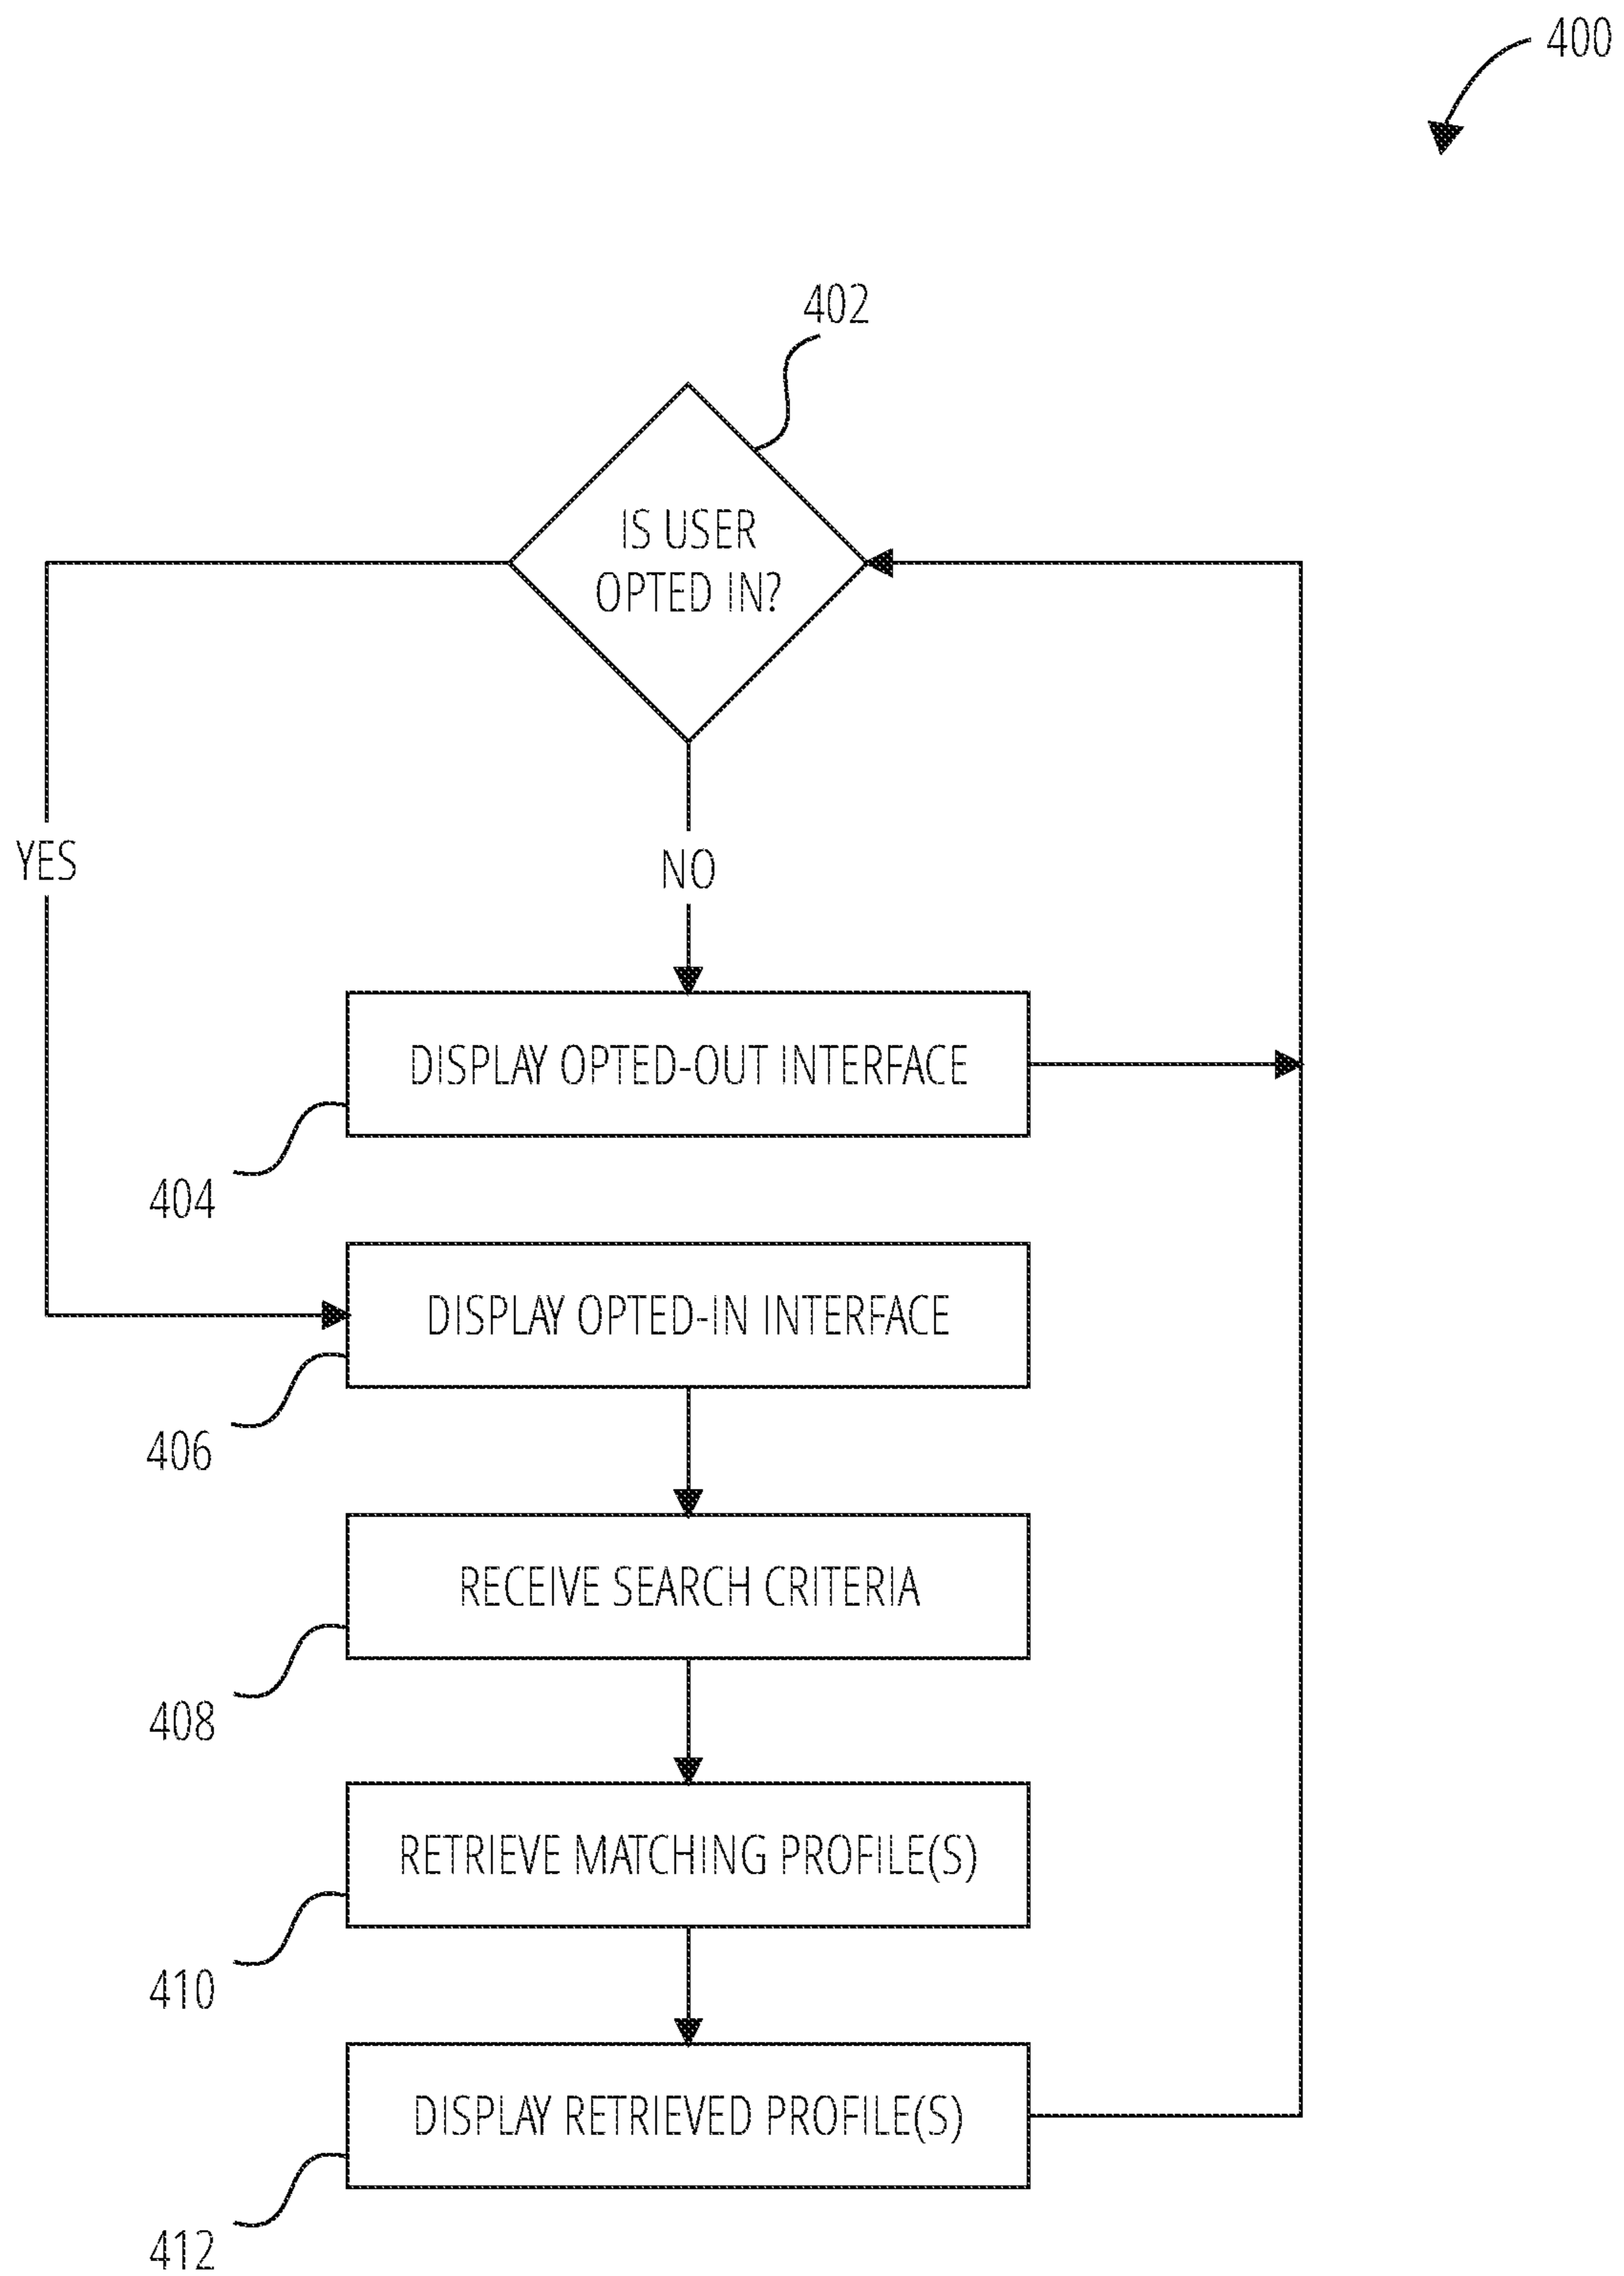 400
402
IS USER
OPTED IN?
YES
NO
DISPLAY OPTED-OUT INTERFACE
404
DISPLAY OPTED-IN INTERFACE
406
RECEIVE SEARCH CRITERIA
408
RETRIEVE MATCHING PROFILE(S)
410
DISPLAY RETRIEVED PROFILE(S)
412